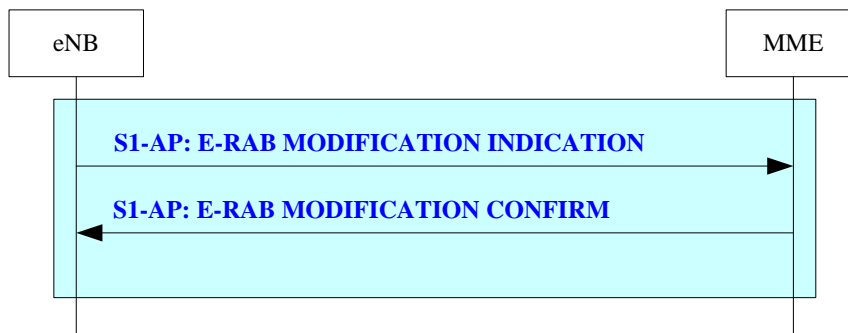 eNB
MME
S1-AP: E-RAB MODIFICATION INDICATION
S1-AP: E-RAB MODIFICATION CONFIRM